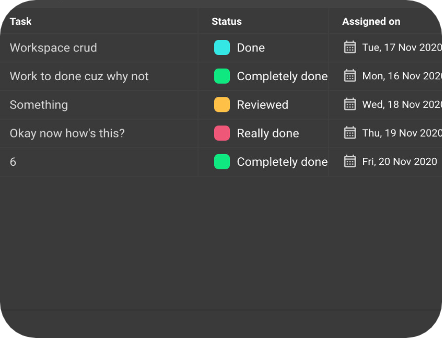 Task Status Assigned on
Workspace crud Done Tue, 17 Nov 2020
Work to done cuz why not Completely done Mon, 16 Nov 2020
Something Reviewed Wed, 18 Nov 2020
Okay now how's this? Really done Thu, 19 Nov 2020
6 Completely done Fri, 20 Nov 2020